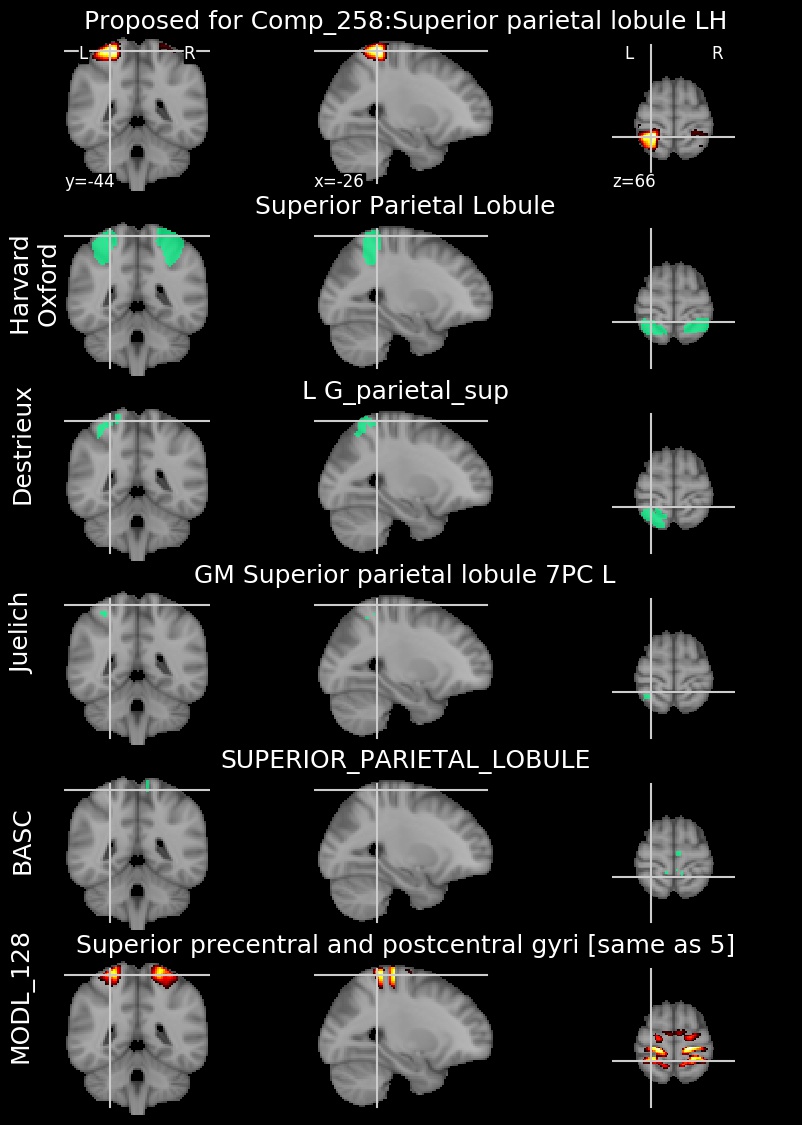 Proposed for Comp_258:Superior parietal lobule LH
L R L R
y=-44 x=-26 z=66
Superior Parietal Lobule
Harvard
Oxford
L G_parietal_sup
Destrieux
GM Superior parietal lobule 7PC L
Juelich
SUPERIOR_PARIETAL_LOBULE
BASC
Superior precentral and postcentral gyri [same as 5]
MODL_128